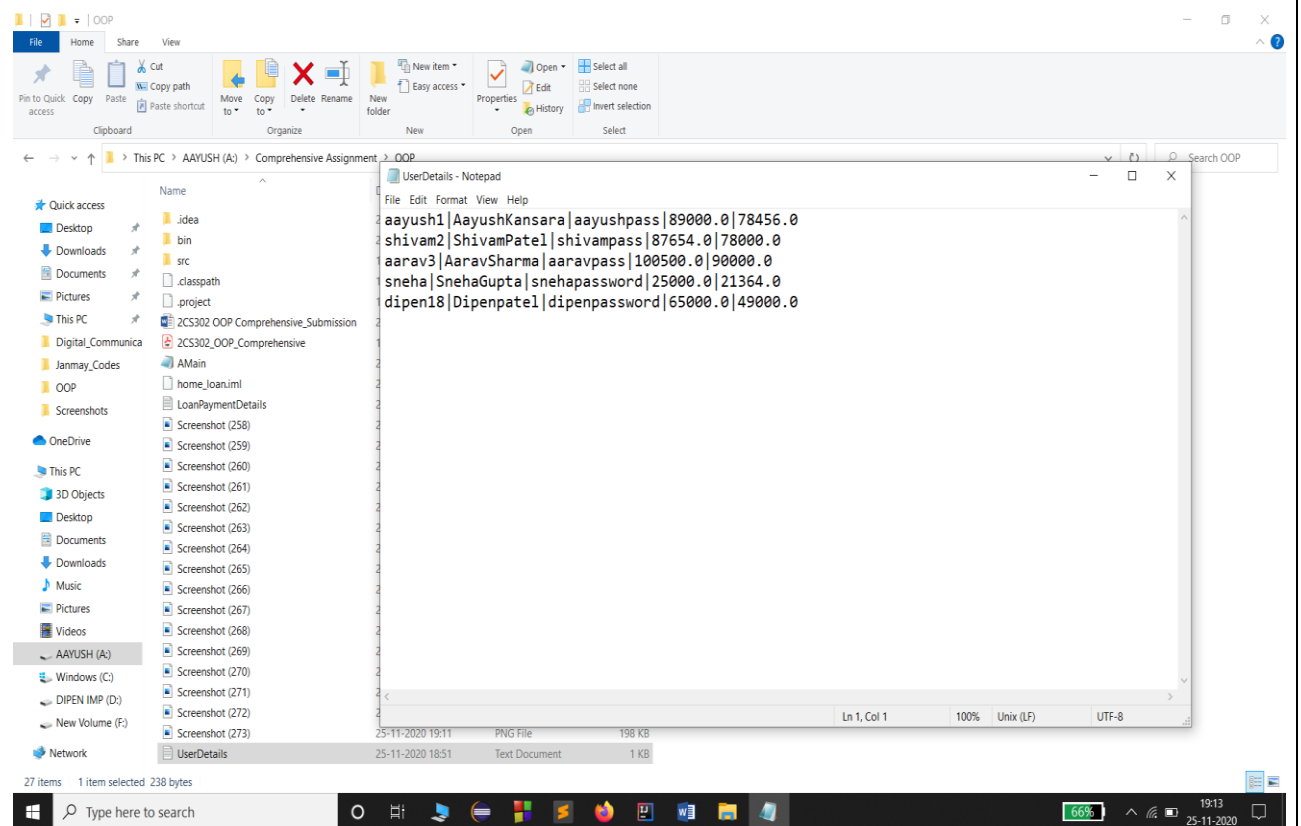 OOP
File Home Share View
Pin to Quick access
Copy
Paste
Cut
Copy path
Paste shortcut
Move to
Copy to
Delete
Rename
New folder
New item
Easy access
Properties
Open
Edit
History
Select all
Select none
Invert selection
Clipboard Organize New Open Select
This PC > AAYUSH (A:) > Comprehensive Assignment > OOP
Search OOP
Quick access
Desktop
Downloads
Documents
Pictures
This PC
Digital_Communica
Janmay_Codes
OOP
Screenshots
OneDrive
This PC
3D Objects
Desktop
Documents
Downloads
Music
Pictures
Videos
AAYUSH (A:)
Windows (C:)
DIPEN IMP (D:)
New Volume (F:)
Network
Name
.idea
bin
src
.classpath
.project
2CS302 OOP Comprehensive_Submission
2CS302_OOP_Comprehensive
AMain
home_loan.iml
LoanPaymentDetails
Screenshot (258)
Screenshot (259)
Screenshot (260)
Screenshot (261)
Screenshot (262)
Screenshot (263)
Screenshot (264)
Screenshot (265)
Screenshot (266)
Screenshot (267)
Screenshot (268)
Screenshot (269)
Screenshot (270)
Screenshot (271)
Screenshot (272)
Screenshot (273) 25-11-2020 19:11 PNG File 198 KB
UserDetails 25-11-2020 18:51 Text Document 1 KB
UserDetails - Notepad
File Edit Format View Help
aayush1|AayushKansara|aayushpass|89000.0|78456.0
shivam2|ShivamPatel|shivampass|87654.0|78000.0
aarav3|AaravSharma|aaravpass|100500.0|90000.0
sneha|SnehaGupta|snehapassword|25000.0|21364.0
dipen18|Dipenpatel|dipenpassword|65000.0|49000.0
Ln 1, Col 1 100% Unix (LF) UTF-8
27 items 1 item selected 238 bytes
Type here to search
66%
19:13
25-11-2020